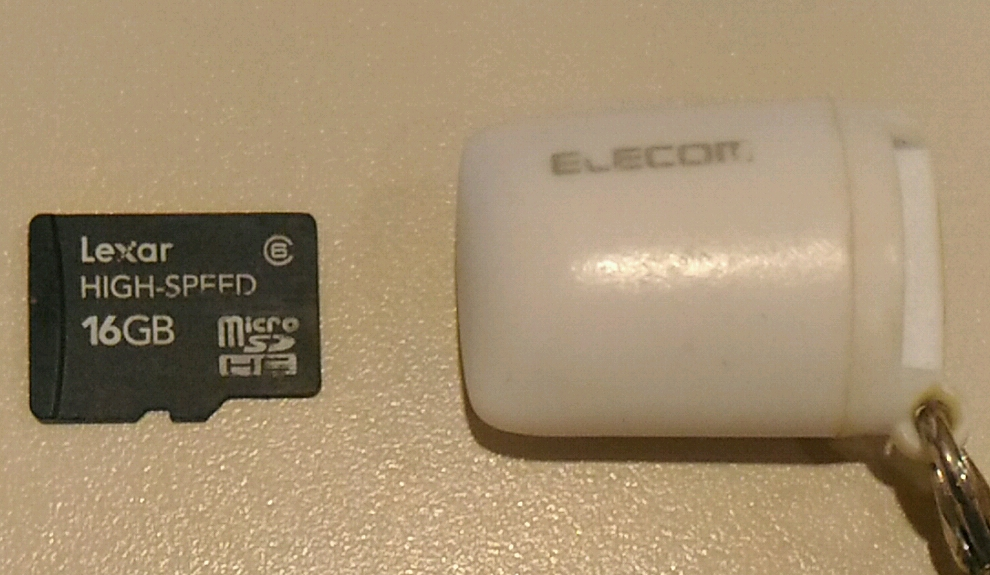 Lexar 6
HIGH-SPEED
16GB
Micro
SD
HC
ELECOM